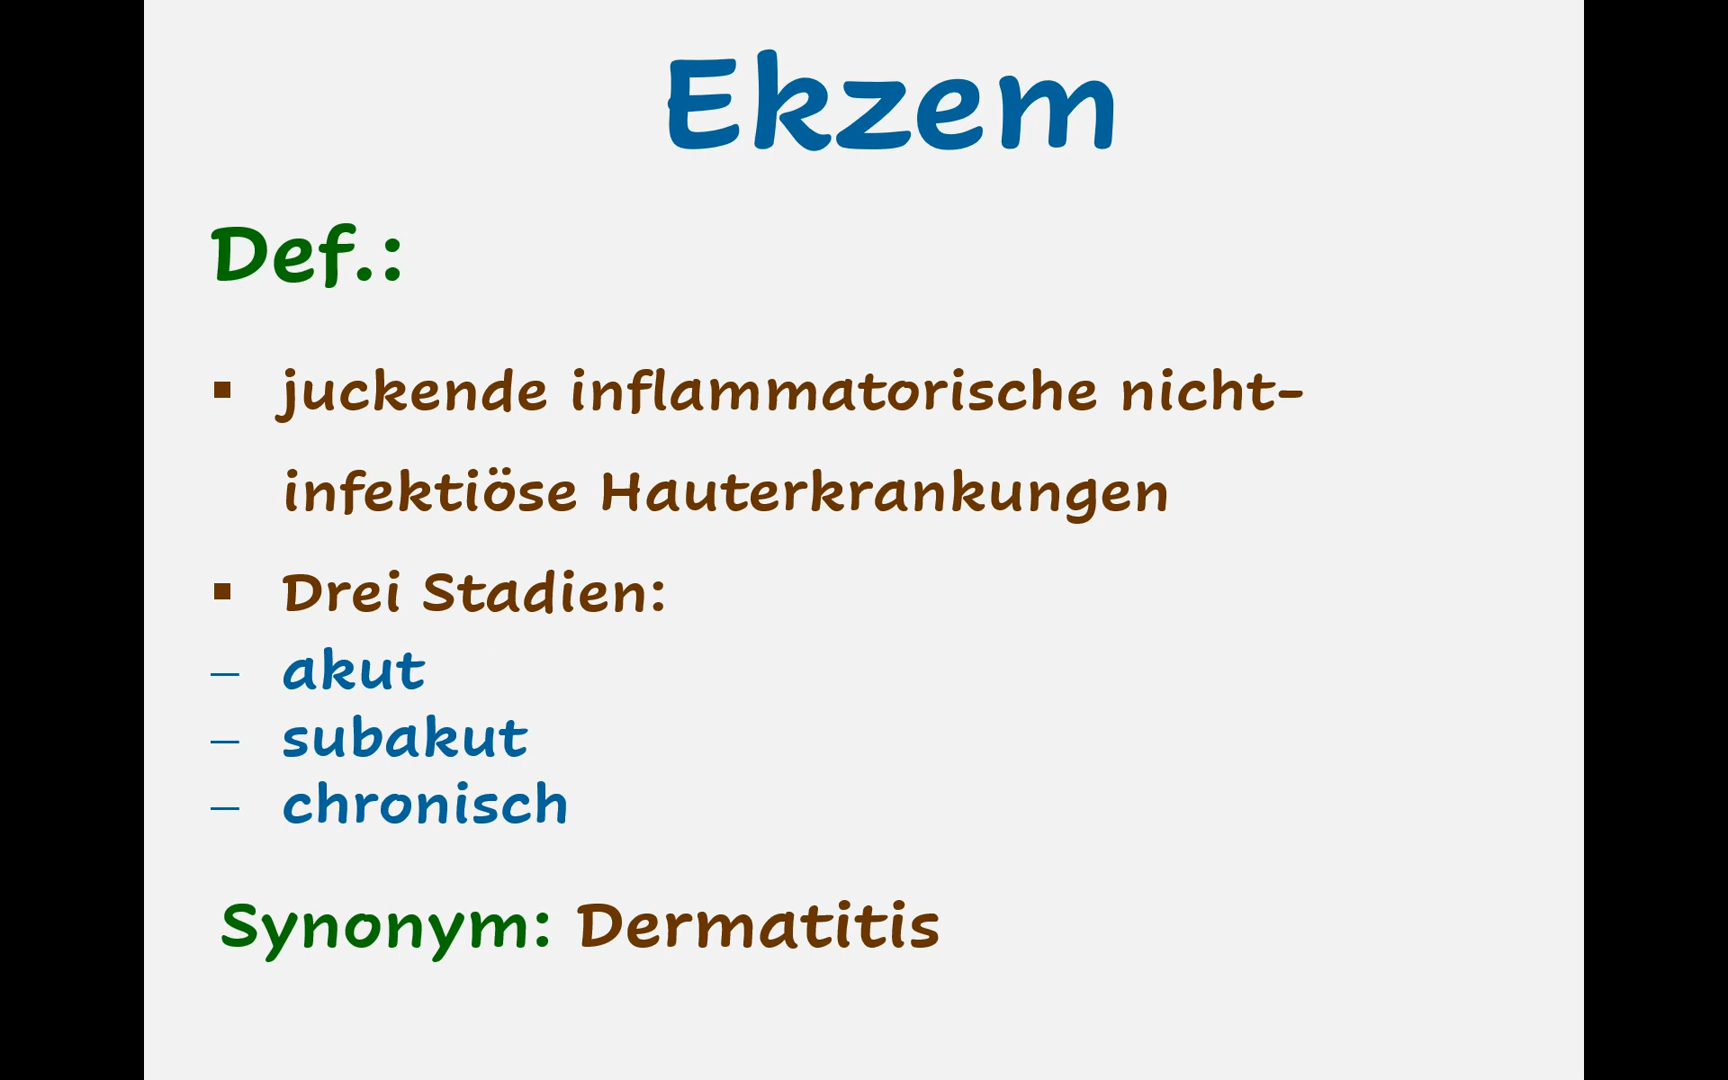 Ekzem
Def.:
▪ juckende inflammatorische nicht-
infektiöse Hauterkrankungen
▪ Drei Stadien:
– akut
– subakut
– chronisch
Synonym: Dermatitis